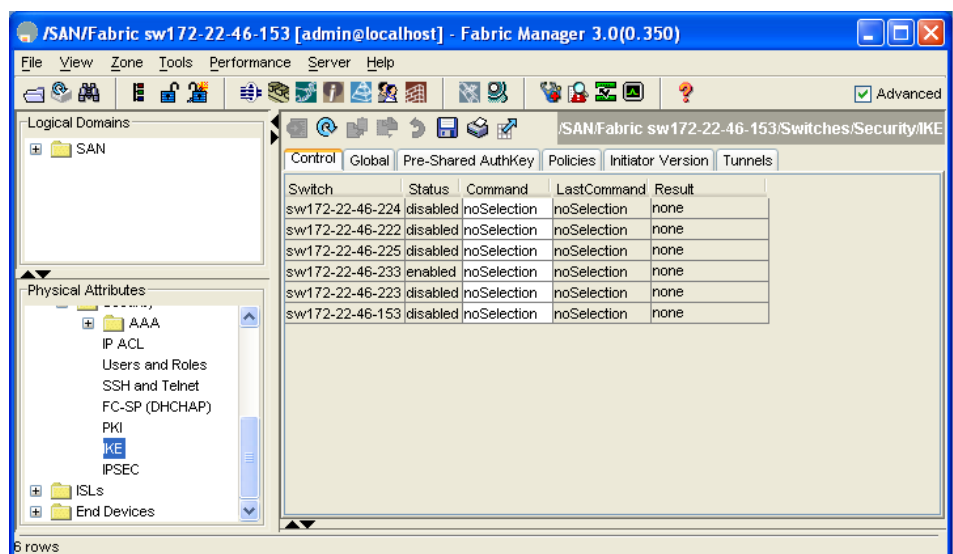 /SAN/Fabric sw172-22-46-153 [admin@localhost] - Fabric Manager 3.0(0.350)
File View Zone Tools Performance Server Help
Advanced
Logical Domains
SAN
/SAN/Fabric sw172-22-46-153/Switches/Security/IKE
Control Global Pre-Shared AuthKey Policies Initiator Version Tunnels
Switch Status Command LastCommand Result
sw172-22-46-224 disabled noSelection noSelection none
sw172-22-46-222 disabled noSelection noSelection none
sw172-22-46-225 disabled noSelection noSelection none
sw172-22-46-233 enabled noSelection noSelection none
sw172-22-46-223 disabled noSelection noSelection none
sw172-22-46-153 disabled noSelection noSelection none
Physical Attributes
AAA
IP ACL
Users and Roles
SSH and Telnet
FC-SP (DHCHAP)
PKI
IKE
IPSEC
ISLs
End Devices
6 rows